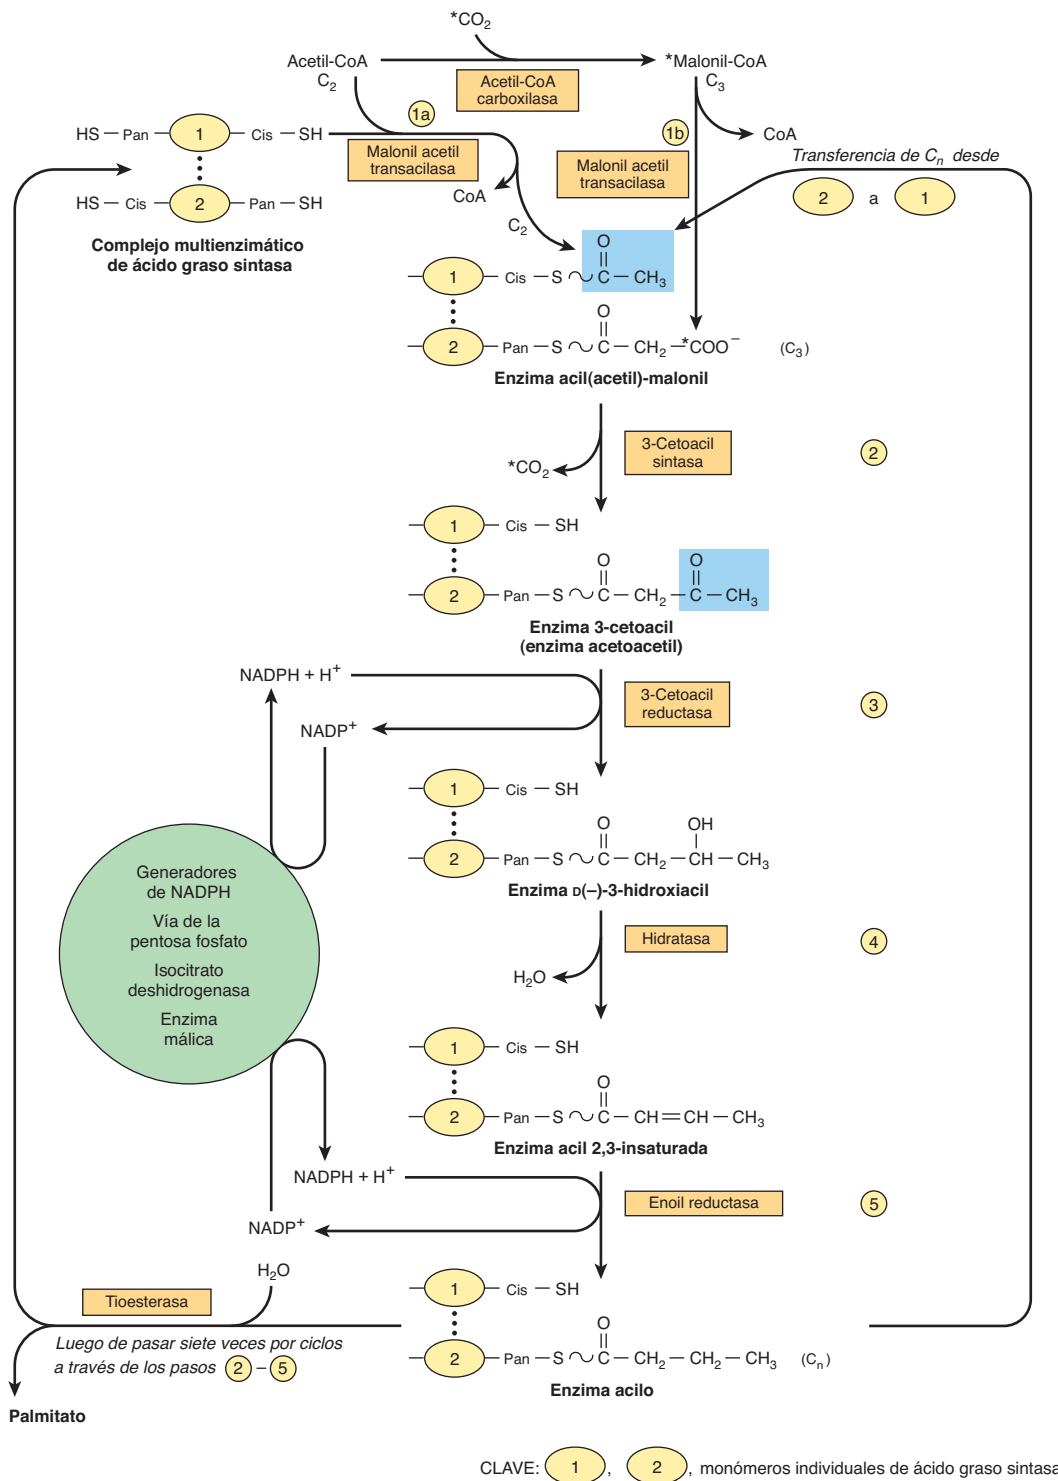 *CO2
Acetil-CoA
C2
*Malonil-CoA
C3
Acetil-CoA
carboxilasa
1a
1b
CoA
HS — Pan — 1 — Cis — SH
Malonil acetil
transacilasa
Malonil acetil
transacilasa
Transferencia de Cn desde
2 a 1
HS — Cis — 2 — Pan — SH
CoA
C2
Complejo multienzimático
de ácido graso sintasa
O
1 — Cis — S ~ C — CH3
O
2 — Pan — S ~ C — CH2 — *COO− (C3)
Enzima acil(acetil)-malonil
3-Cetoacil
sintasa
2
*CO2
1 — Cis — SH
O O
2 — Pan — S ~ C — CH2 — C — CH3
Enzima 3-cetoacil
(enzima acetoacetil)
NADPH + H+
3-Cetoacil
reductasa
3
NADP+
1 — Cis — SH
O OH
2 — Pan — S ~ C — CH2 — CH — CH3
Enzima D(–)-3-hidroxiacil
Generadores
de NADPH
Vía de la
pentosa fosfato
Isocitrato
deshidrogenasa
Enzima
málica
Hidratasa
4
H2O
1 — Cis — SH
O
2 — Pan — S ~ C — CH = CH — CH3
Enzima acil 2,3-insaturada
NADPH + H+
Enoil reductasa
5
NADP+
H2O
Tioesterasa
1 — Cis — SH
O
2 — Pan — S ~ C — CH2 — CH2 — CH3 (Cn)
Enzima acilo
Luego de pasar siete veces por ciclos
a través de los pasos 2 – 5
Palmitato
CLAVE: 1 , 2 , monómeros individuales de ácido graso sintasa